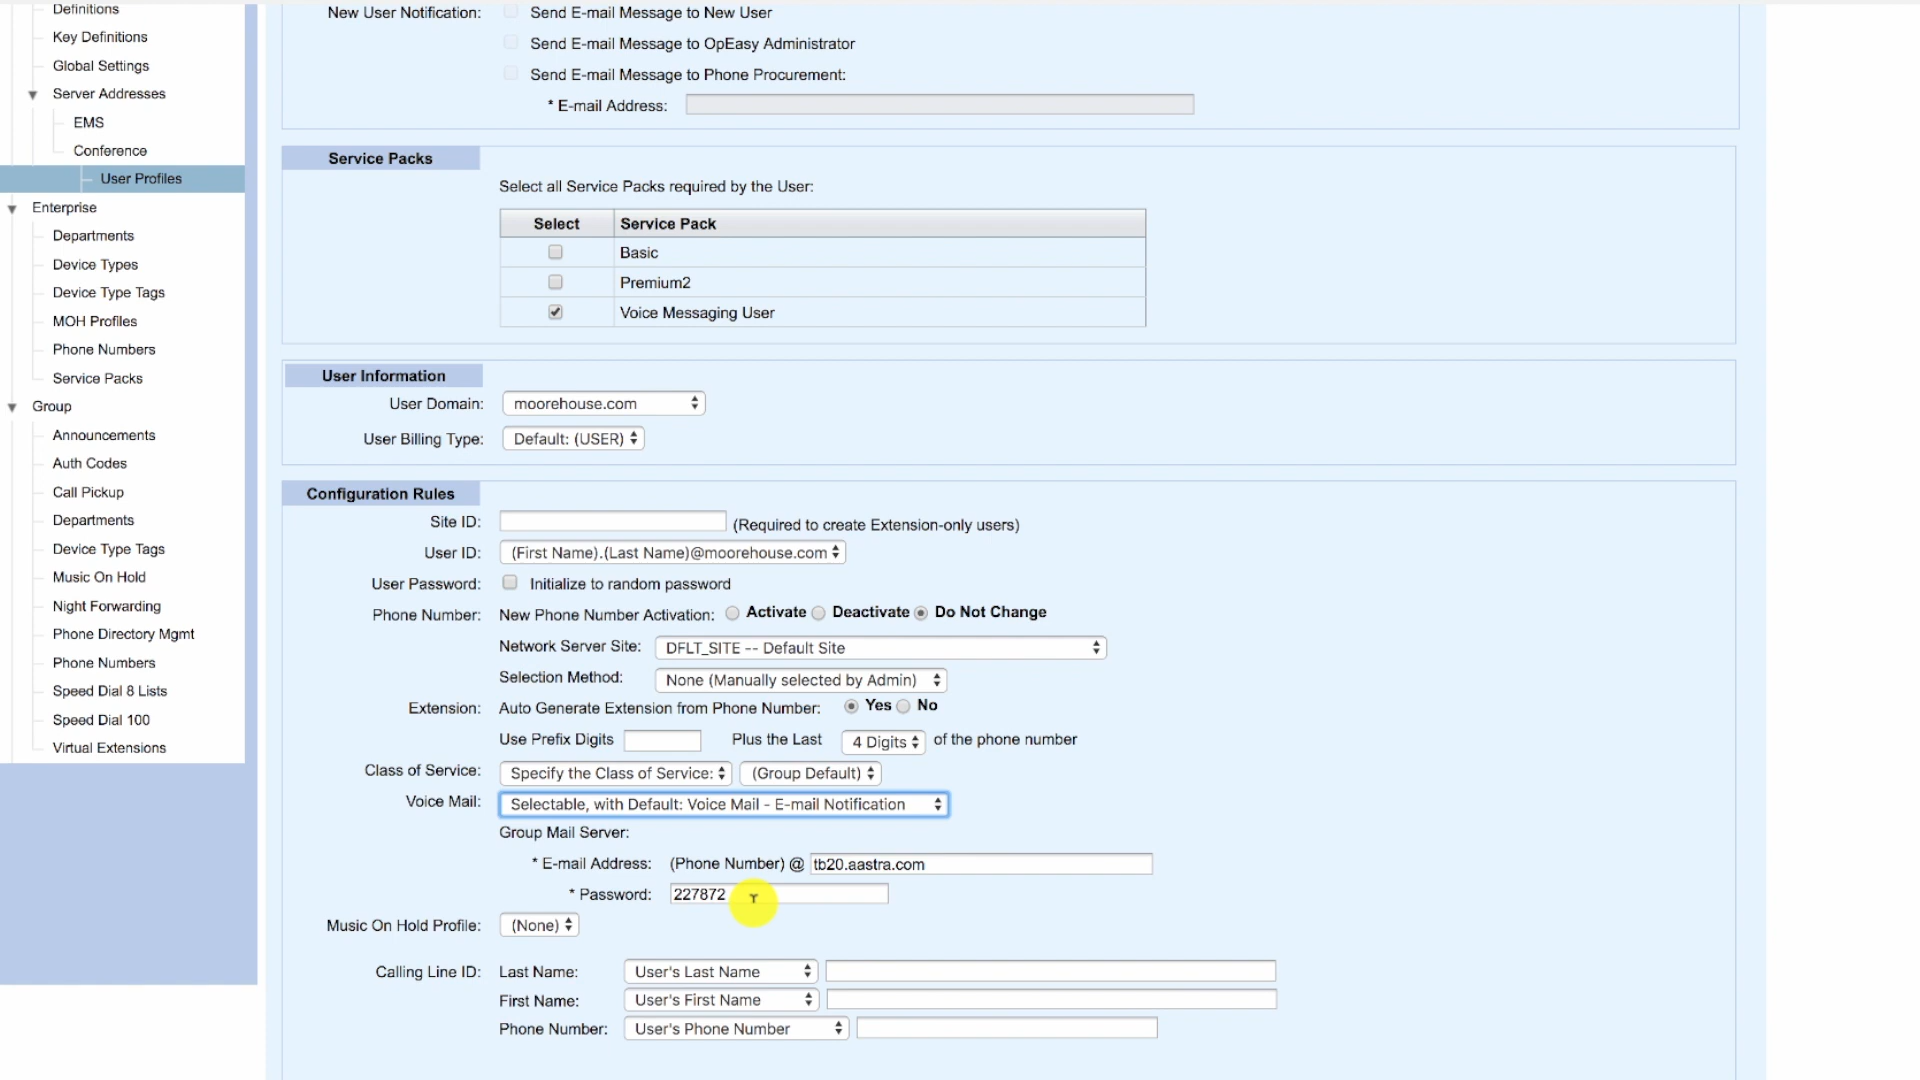 Definitions
Key Definitions
Global Settings
Server Addresses
EMS
Conference
User Profiles
Enterprise
Departments
Device Types
Device Type Tags
MOH Profiles
Phone Numbers
Service Packs
Group
Announcements
Auth Codes
Call Pickup
Departments
Device Type Tags
Music On Hold
Night Forwarding
Phone Directory Mgmt
Phone Numbers
Speed Dial 8 Lists
Speed Dial 100
Virtual Extensions
New User Notification: Send E-mail Message to New User
Send E-mail Message to OpEasy Administrator
Send E-mail Message to Phone Procurement:
* E-mail Address:
Service Packs
Select all Service Packs required by the User:
Select Service Pack
Basic
Premium2
Voice Messaging User
User Information
User Domain: moorehouse.com
User Billing Type: Default: (USER)
Configuration Rules
Site ID: (Required to create Extension-only users)
User ID: (First Name).(Last Name)@moorehouse.com
User Password: Initialize to random password
Phone Number: New Phone Number Activation: Activate Deactivate Do Not Change
Network Server Site: DFLT_SITE -- Default Site
Selection Method: None (Manually selected by Admin)
Extension: Auto Generate Extension from Phone Number: Yes No
Use Prefix Digits Plus the Last 4 Digits of the phone number
Class of Service: Specify the Class of Service: (Group Default)
Voice Mail: Selectable, with Default: Voice Mail - E-mail Notification
Group Mail Server:
* E-mail Address: (Phone Number) @ tb20.aastra.com
* Password: 227872
Music On Hold Profile: (None)
Calling Line ID: Last Name: User's Last Name
First Name: User's First Name
Phone Number: User's Phone Number